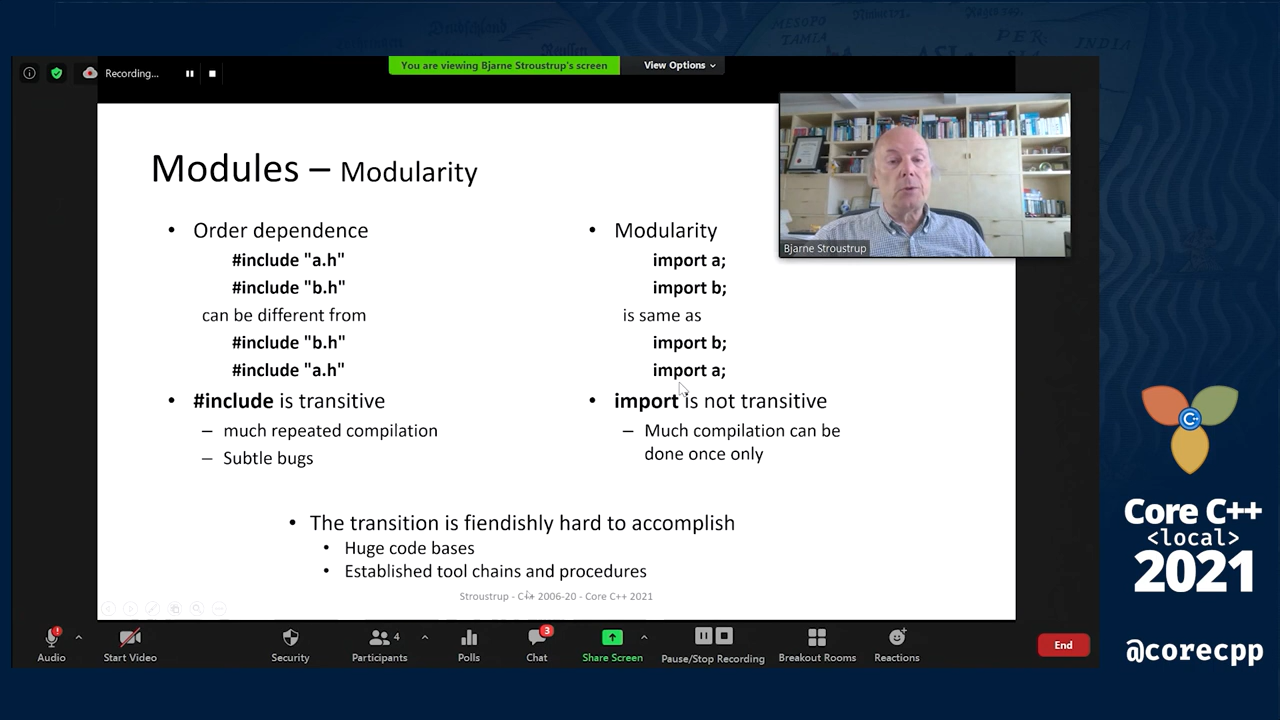 MESOPO
TAMIA
PER:
INDIA
Recording...
You are viewing Bjarne Stroustrup's screen
View Options
Bjarne Stroustrup
Modules – Modularity
• Order dependence
#include "a.h"
#include "b.h"
can be different from
#include "b.h"
#include "a.h"
• #include is transitive
– much repeated compilation
– Subtle bugs
• Modularity
import a;
import b;
is same as
import b;
import a;
• import is not transitive
– Much compilation can be
done once only
• The transition is fiendishly hard to accomplish
• Huge code bases
• Established tool chains and procedures
Stroustrup - C++ 2006-20 - Core C++ 2021
Audio
Start Video
Security
4
Participants
Polls
3
Chat
Share Screen
Pause/Stop Recording
Breakout Rooms
Reactions
End
C++
Core C++
<local>
2021
@corecpp